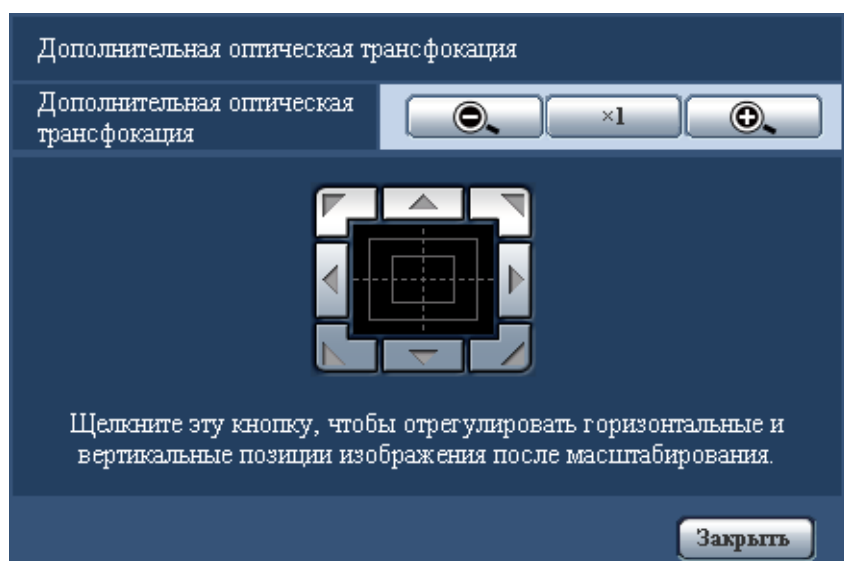 Дополнительная оптическая трансфокация
Дополнительная оптическая
трансфокация
×1
Щелкните эту кнопку, чтобы отрегулировать горизонтальные и
вертикальные позиции изображения после масштабирования.
Закрыть